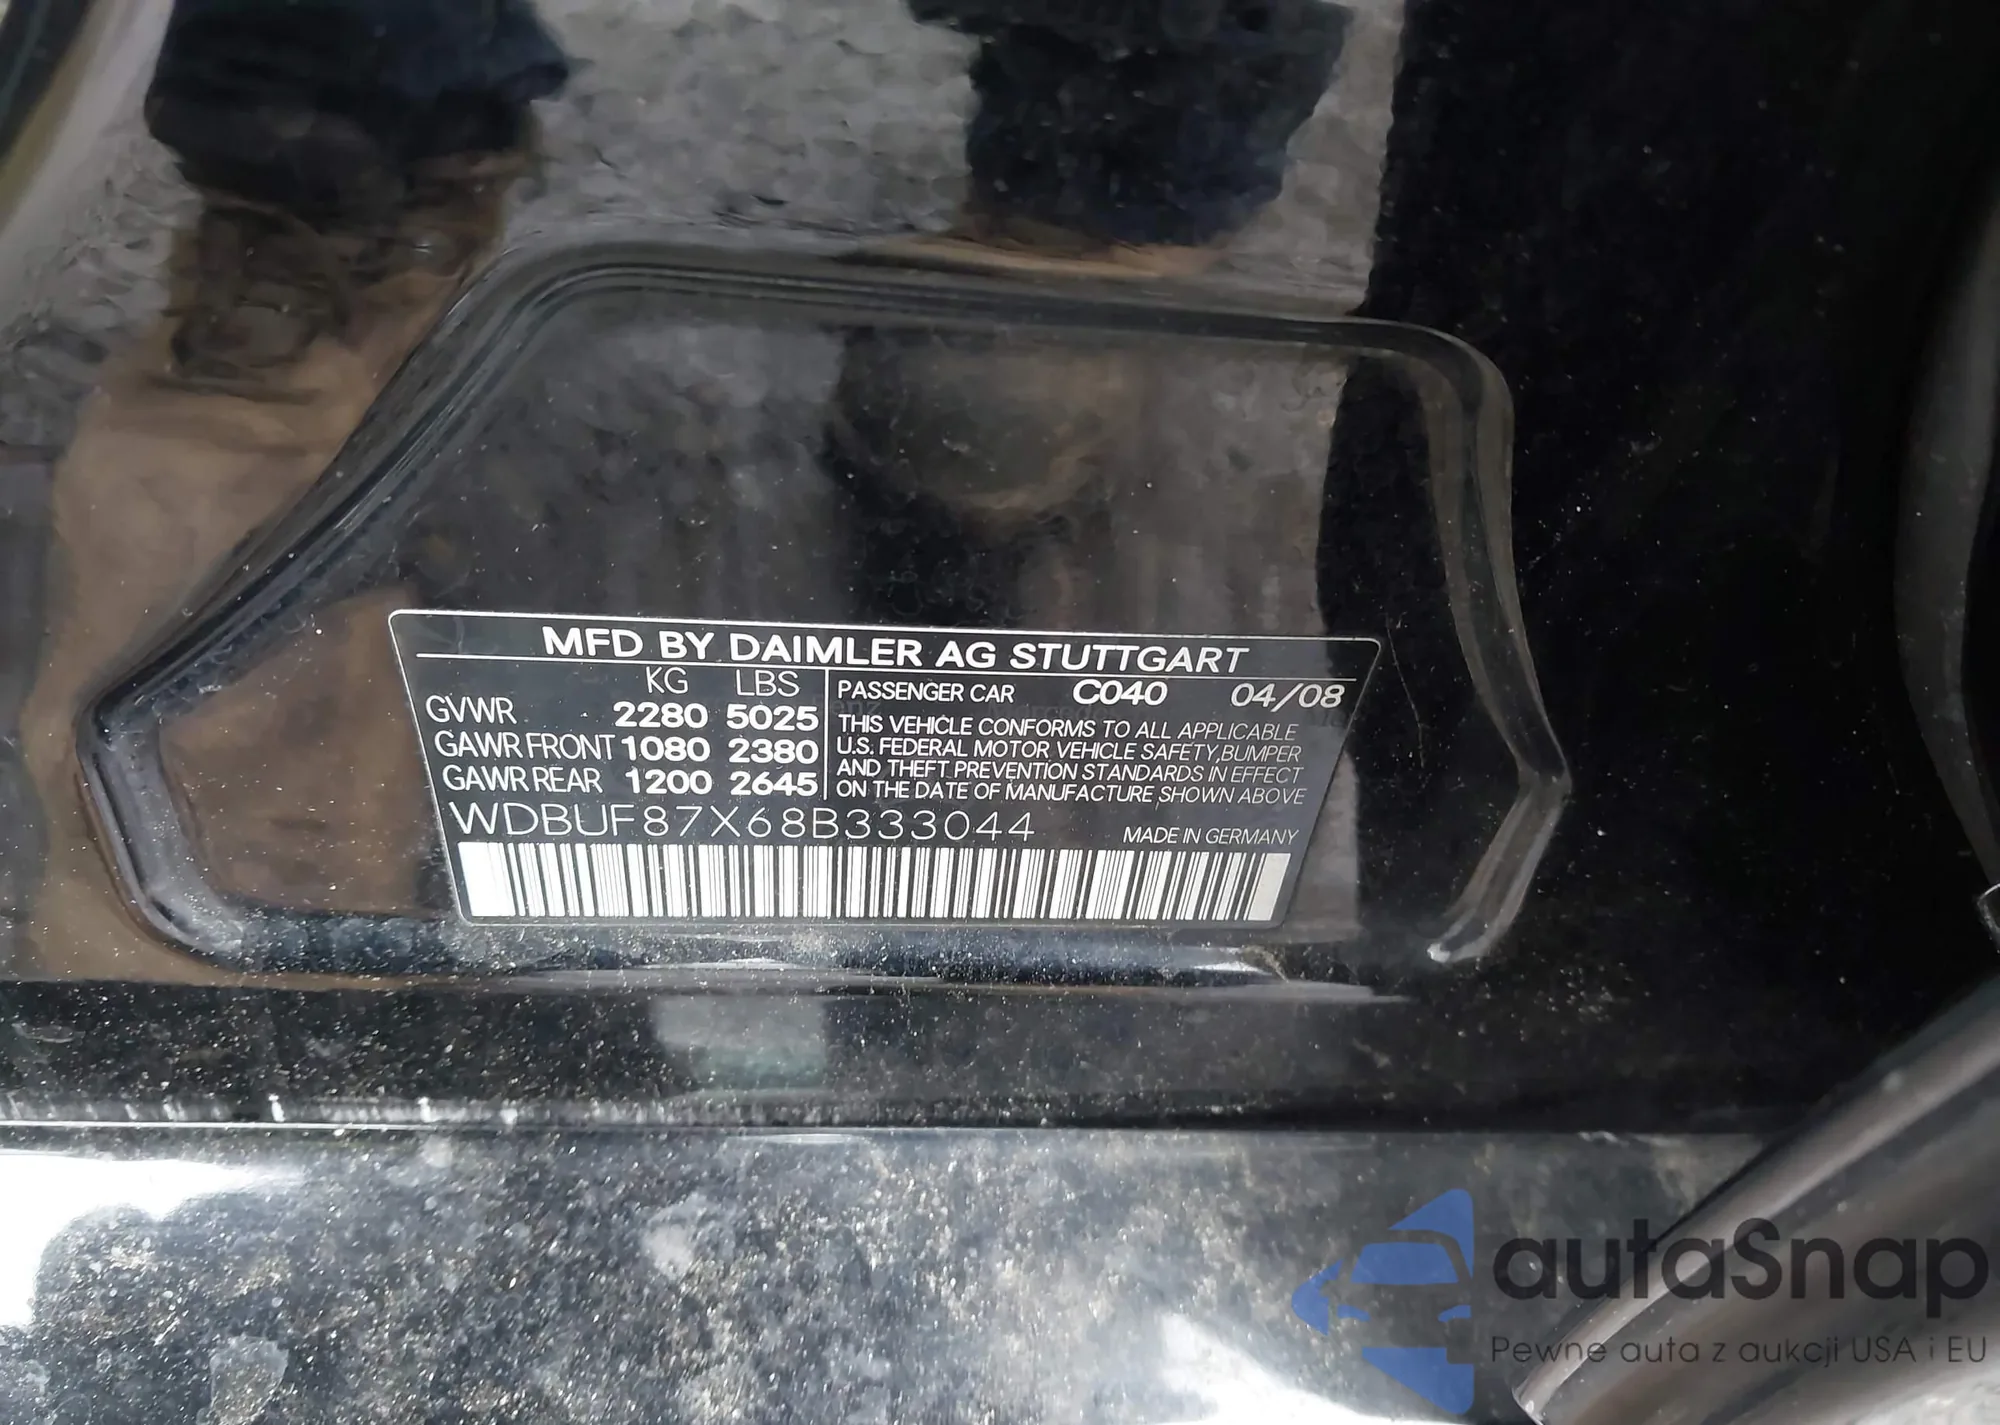 MFD BY DAIMLER AG STUTTGART
KG LBS
GVWR 2280 5025
GAWR FRONT 1080 2380
GAWR REAR 1200 2645
PASSENGER CAR C040 04/08
THIS VEHICLE CONFORMS TO ALL APPLICABLE
U.S. FEDERAL MOTOR VEHICLE SAFETY, BUMPER
AND THEFT PREVENTION STANDARDS IN EFFECT
ON THE DATE OF MANUFACTURE SHOWN ABOVE
WDBUF87X68B333044
MADE IN GERMANY
autaSnap
Pewne auta z aukcji USA i EU